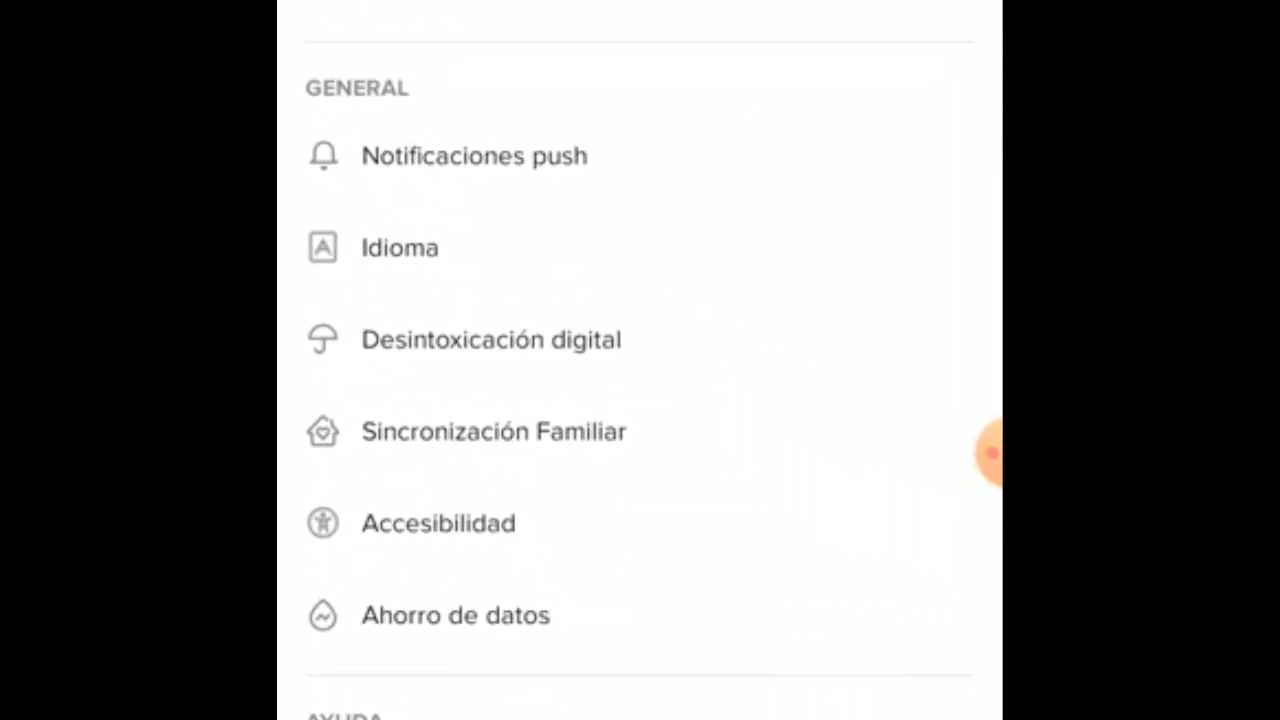 GENERAL
Notificaciones push
Idioma
Desintoxicación digital
Sincronización Familiar
Accesibilidad
Ahorro de datos
AYUDA